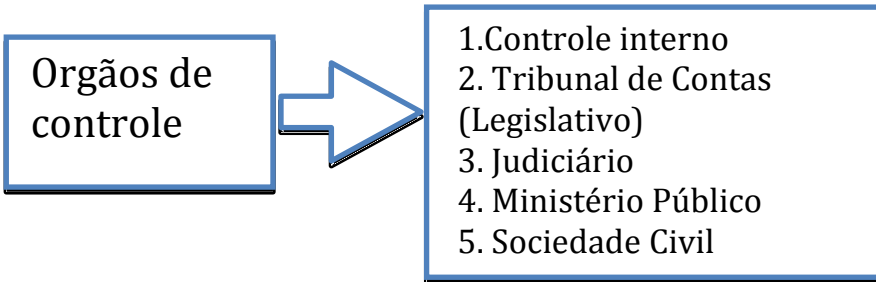 Orgãos de
controle
1.Controle interno
2. Tribunal de Contas
(Legislativo)
3. Judiciário
4. Ministério Público
5. Sociedade Civil